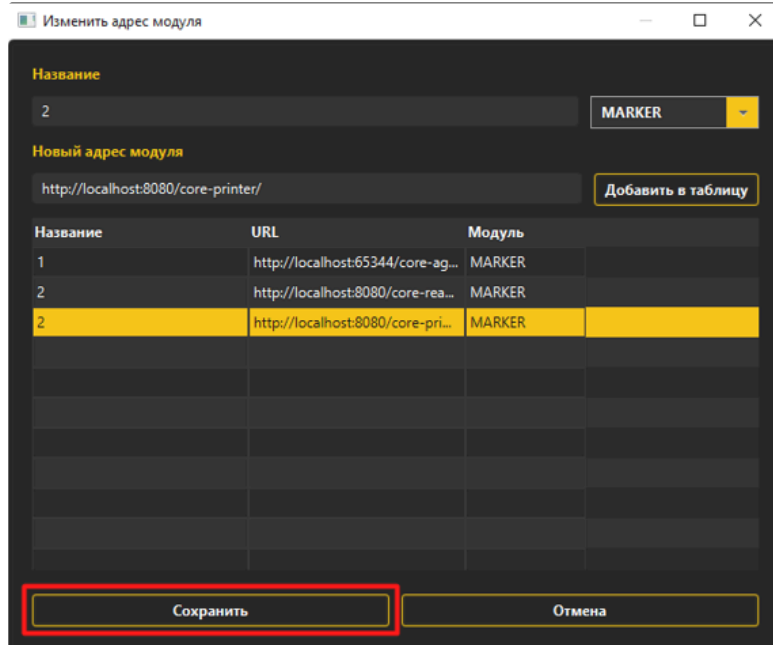 Изменить адрес модуля
Название
2 MARKER
Новый адрес модуля
http://localhost:8080/core-printer/ Добавить в таблицу
Название URL Модуль
1 http://localhost:65344/core-ag... MARKER
2 http://localhost:8080/core-rea... MARKER
2 http://localhost:8080/core-pri... MARKER
Сохранить Отмена